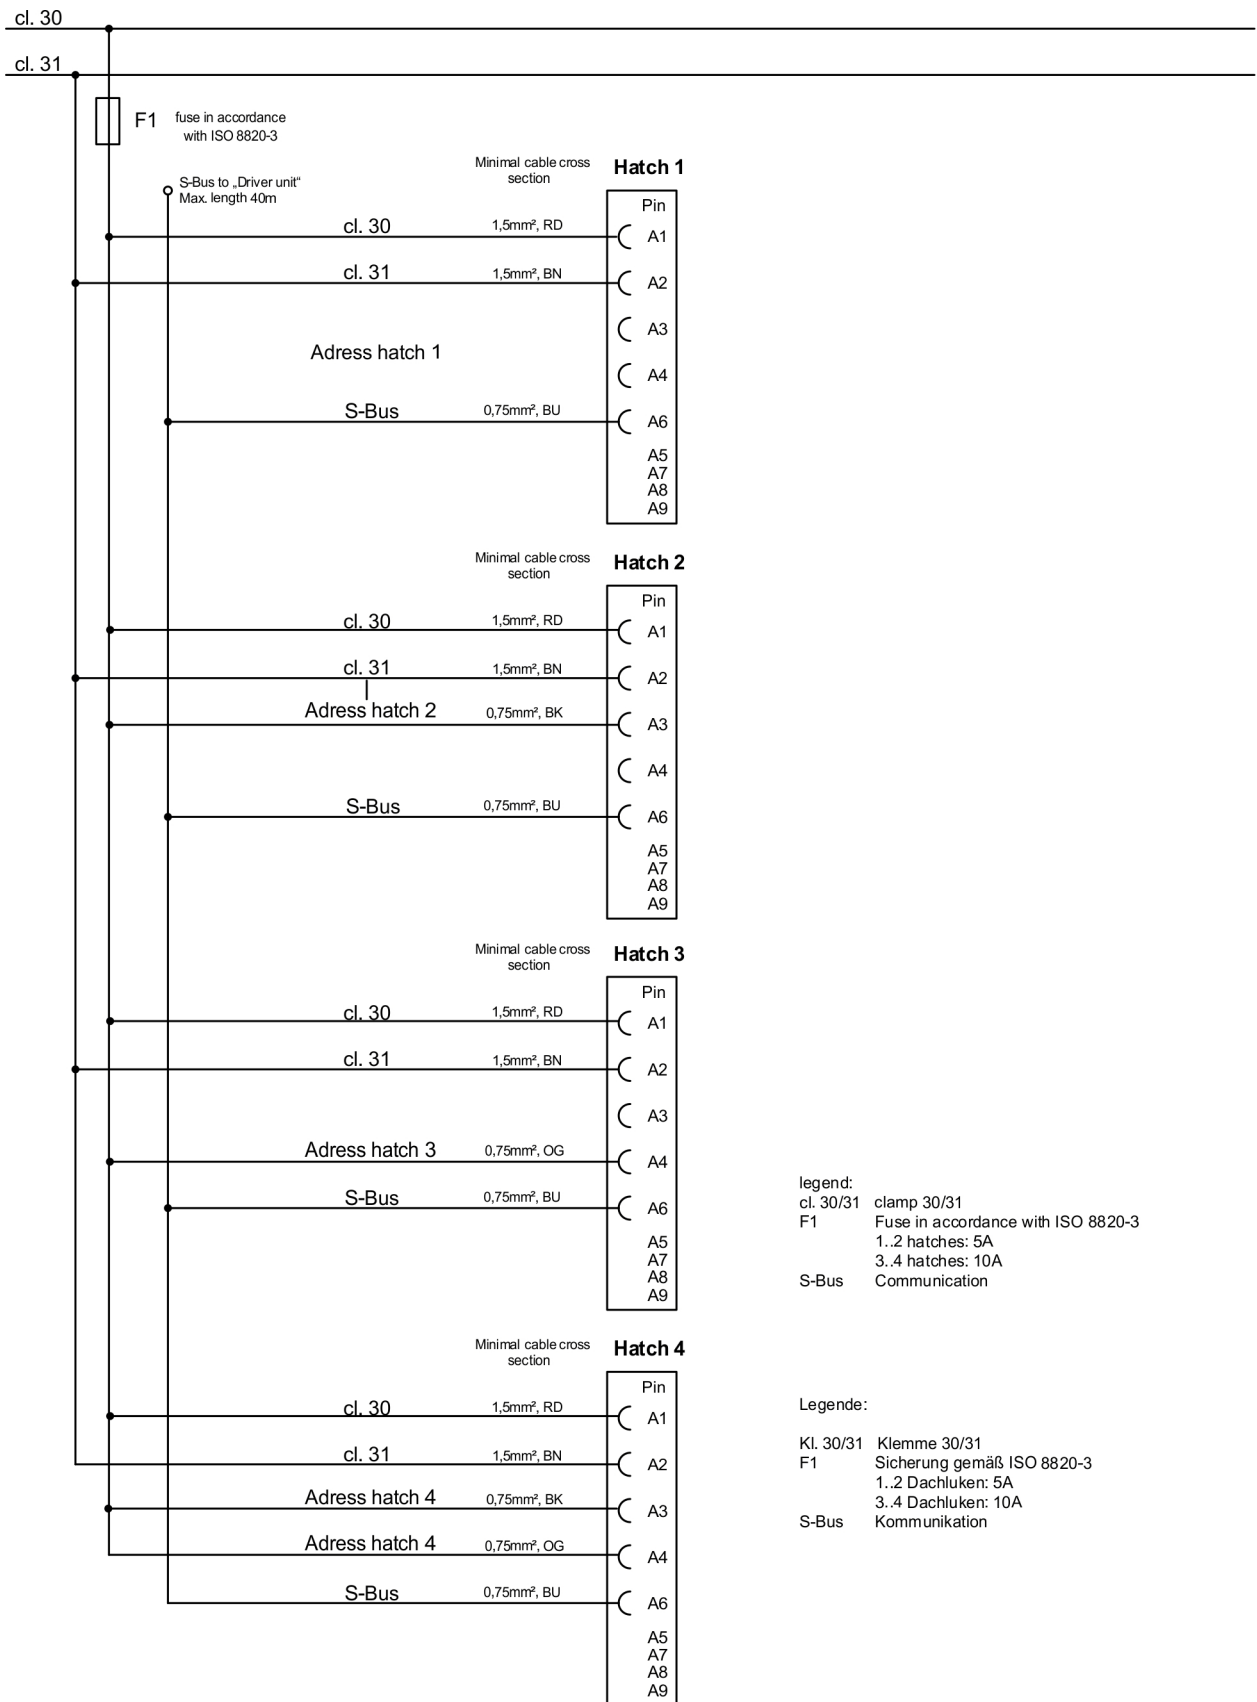 cl. 30
cl. 31
F1 fuse in accordance
with ISO 8820-3
S-Bus to „Driver unit“
Max. length 40m
Minimal cable cross
section
Hatch 1
Pin
cl. 30 1,5mm², RD A1
cl. 31 1,5mm², BN A2
A3
Adress hatch 1
A4
S-Bus 0,75mm², BU A6
A5
A7
A8
A9
Minimal cable cross
section
Hatch 2
Pin
cl. 30 1,5mm², RD A1
cl. 31 1,5mm², BN A2
Adress hatch 2 0,75mm², BK A3
A4
S-Bus 0,75mm², BU A6
A5
A7
A8
A9
Minimal cable cross
section
Hatch 3
Pin
cl. 30 1,5mm², RD A1
cl. 31 1,5mm², BN A2
A3
Adress hatch 3 0,75mm², OG A4
S-Bus 0,75mm², BU A6
A5
A7
A8
A9
Minimal cable cross
section
Hatch 4
Pin
cl. 30 1,5mm², RD A1
cl. 31 1,5mm², BN A2
Adress hatch 4 0,75mm², BK A3
Adress hatch 4 0,75mm², OG A4
S-Bus 0,75mm², BU A6
A5
A7
A8
A9
legend:
cl. 30/31 clamp 30/31
F1 Fuse in accordance with ISO 8820-3
1..2 hatches: 5A
3..4 hatches: 10A
S-Bus Communication
Legende:
Kl. 30/31 Klemme 30/31
F1 Sicherung gemäß ISO 8820-3
1..2 Dachluken: 5A
3..4 Dachluken: 10A
S-Bus Kommunikation